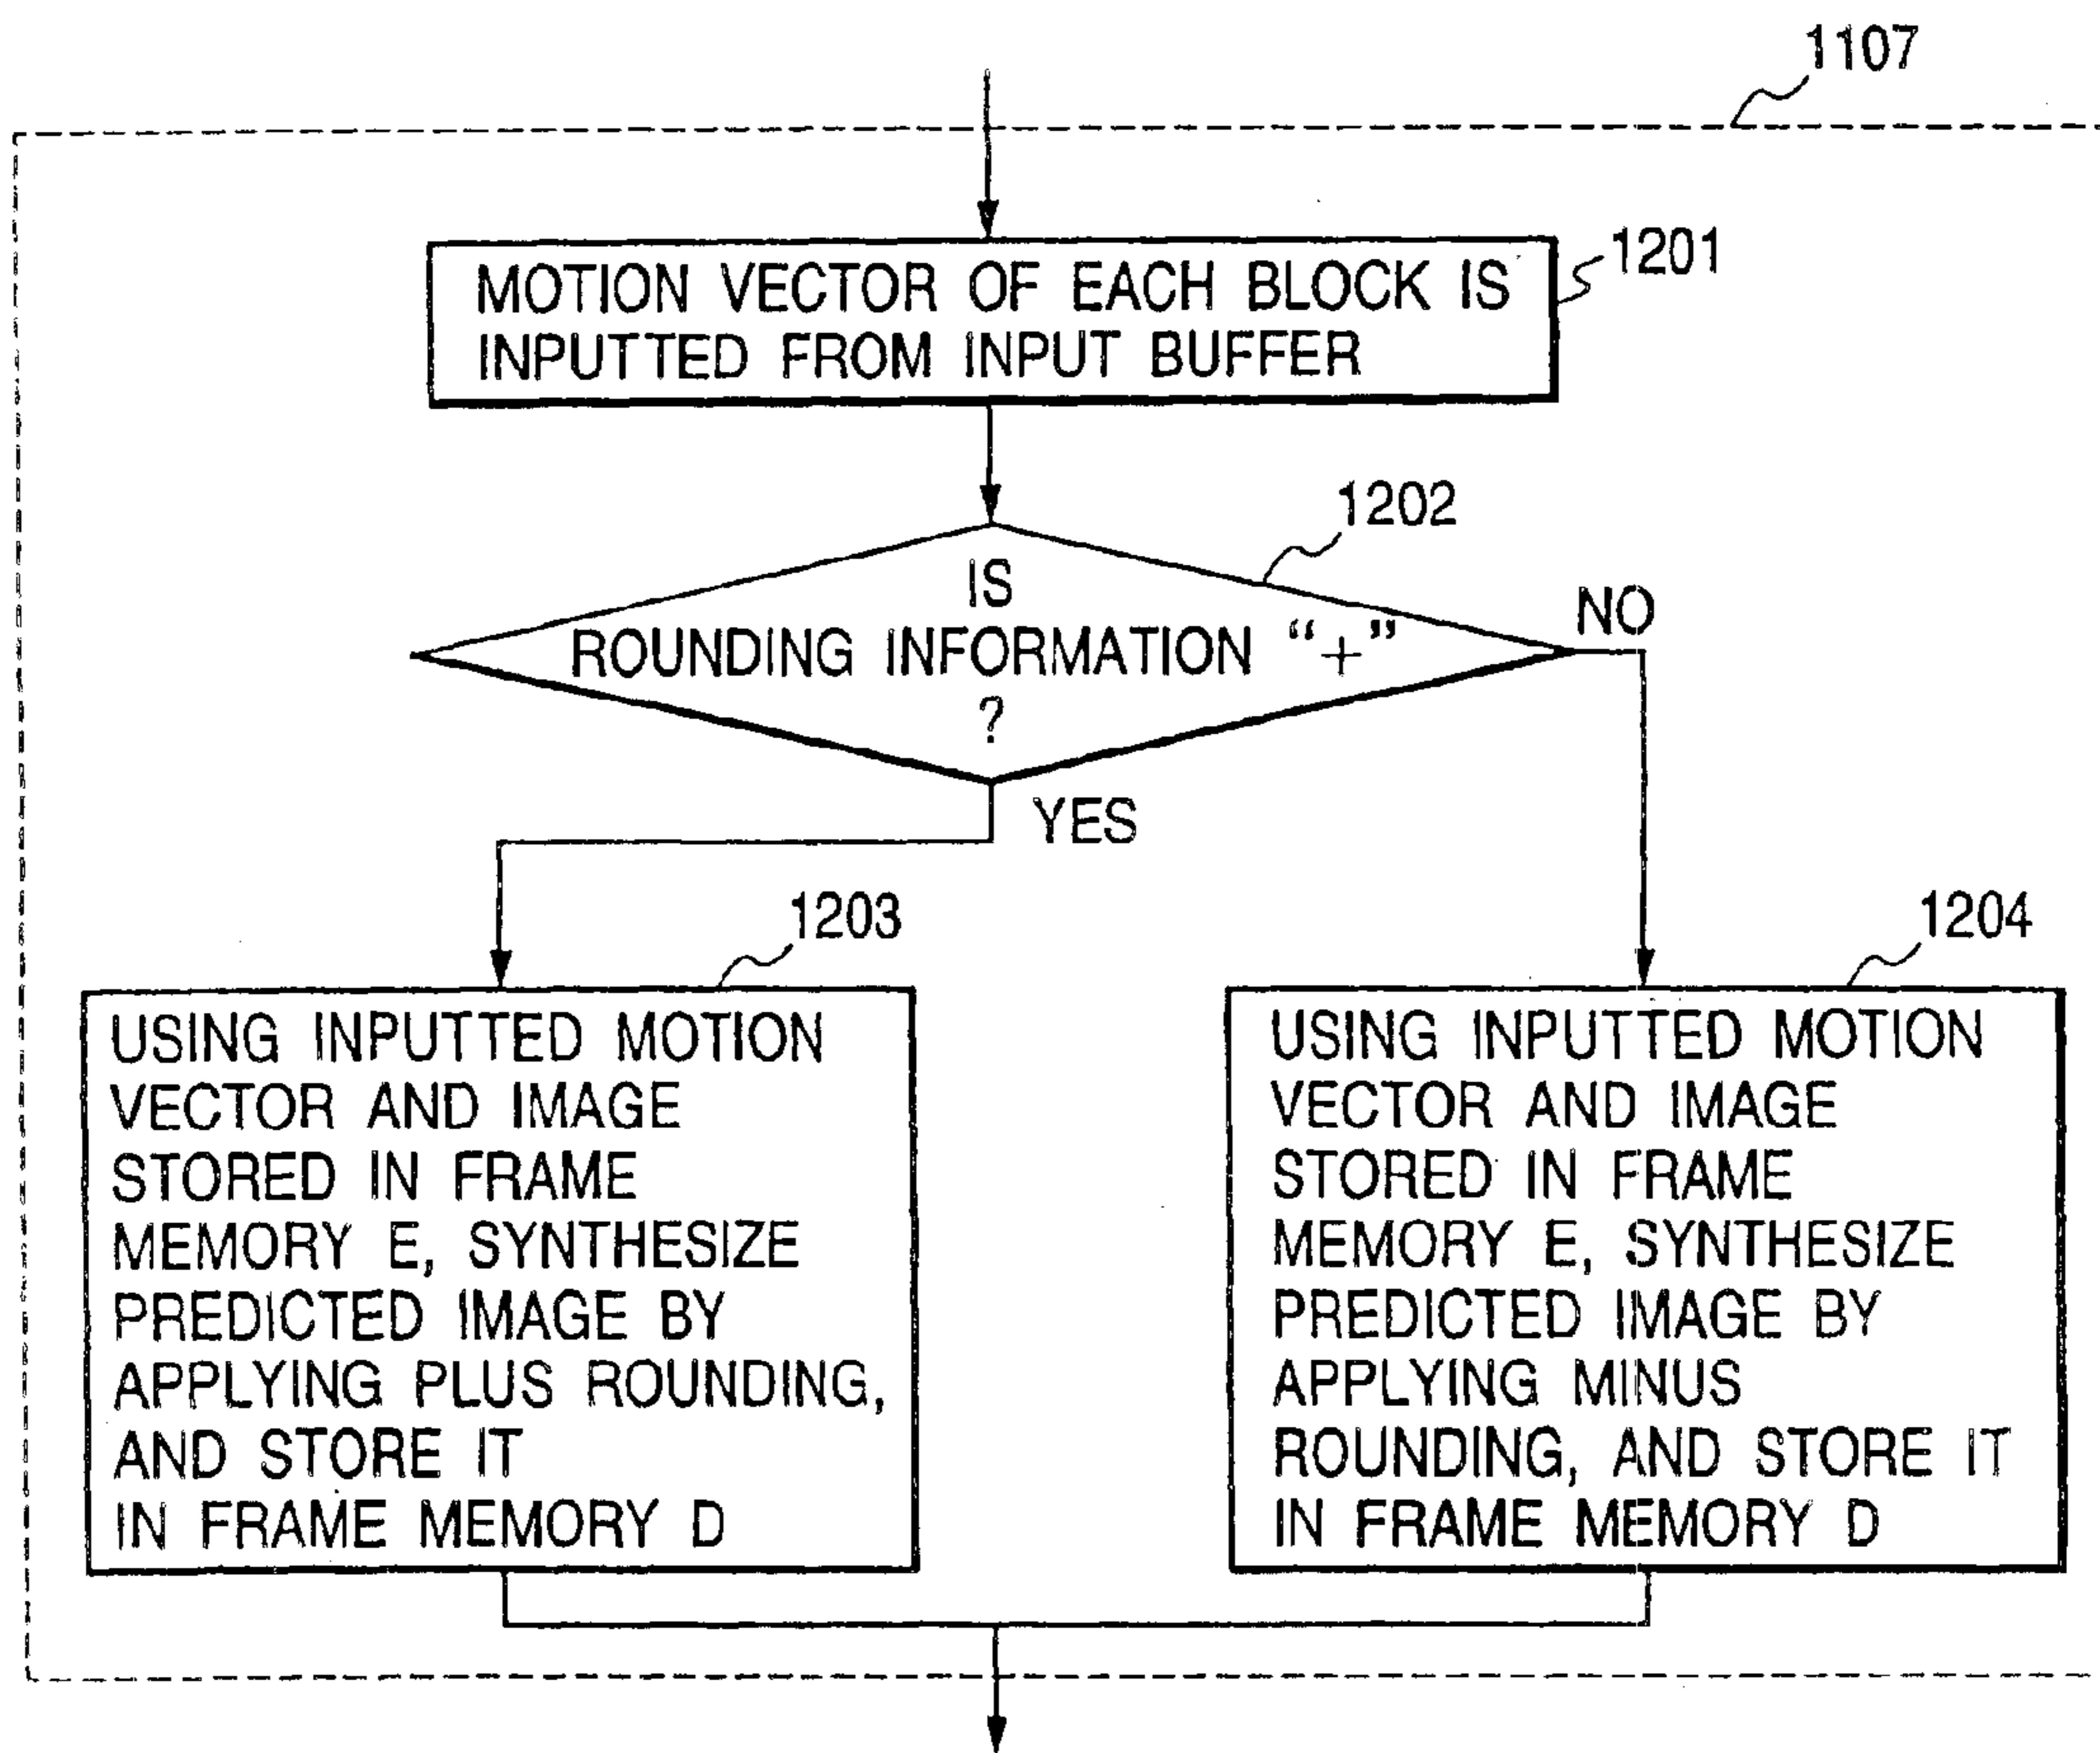 1107
MOTION VECTOR OF EACH BLOCK IS
INPUTTED FROM INPUT BUFFER
1201
1202
IS
ROUNDING INFORMATION “+”
?
NO
YES
1203
USING INPUTTED MOTION
VECTOR AND IMAGE
STORED IN FRAME
MEMORY E, SYNTHESIZE
PREDICTED IMAGE BY
APPLYING PLUS ROUNDING,
AND STORE IT
IN FRAME MEMORY D
1204
USING INPUTTED MOTION
VECTOR AND IMAGE
STORED IN FRAME
MEMORY E, SYNTHESIZE
PREDICTED IMAGE BY
APPLYING MINUS
ROUNDING, AND STORE IT
IN FRAME MEMORY D